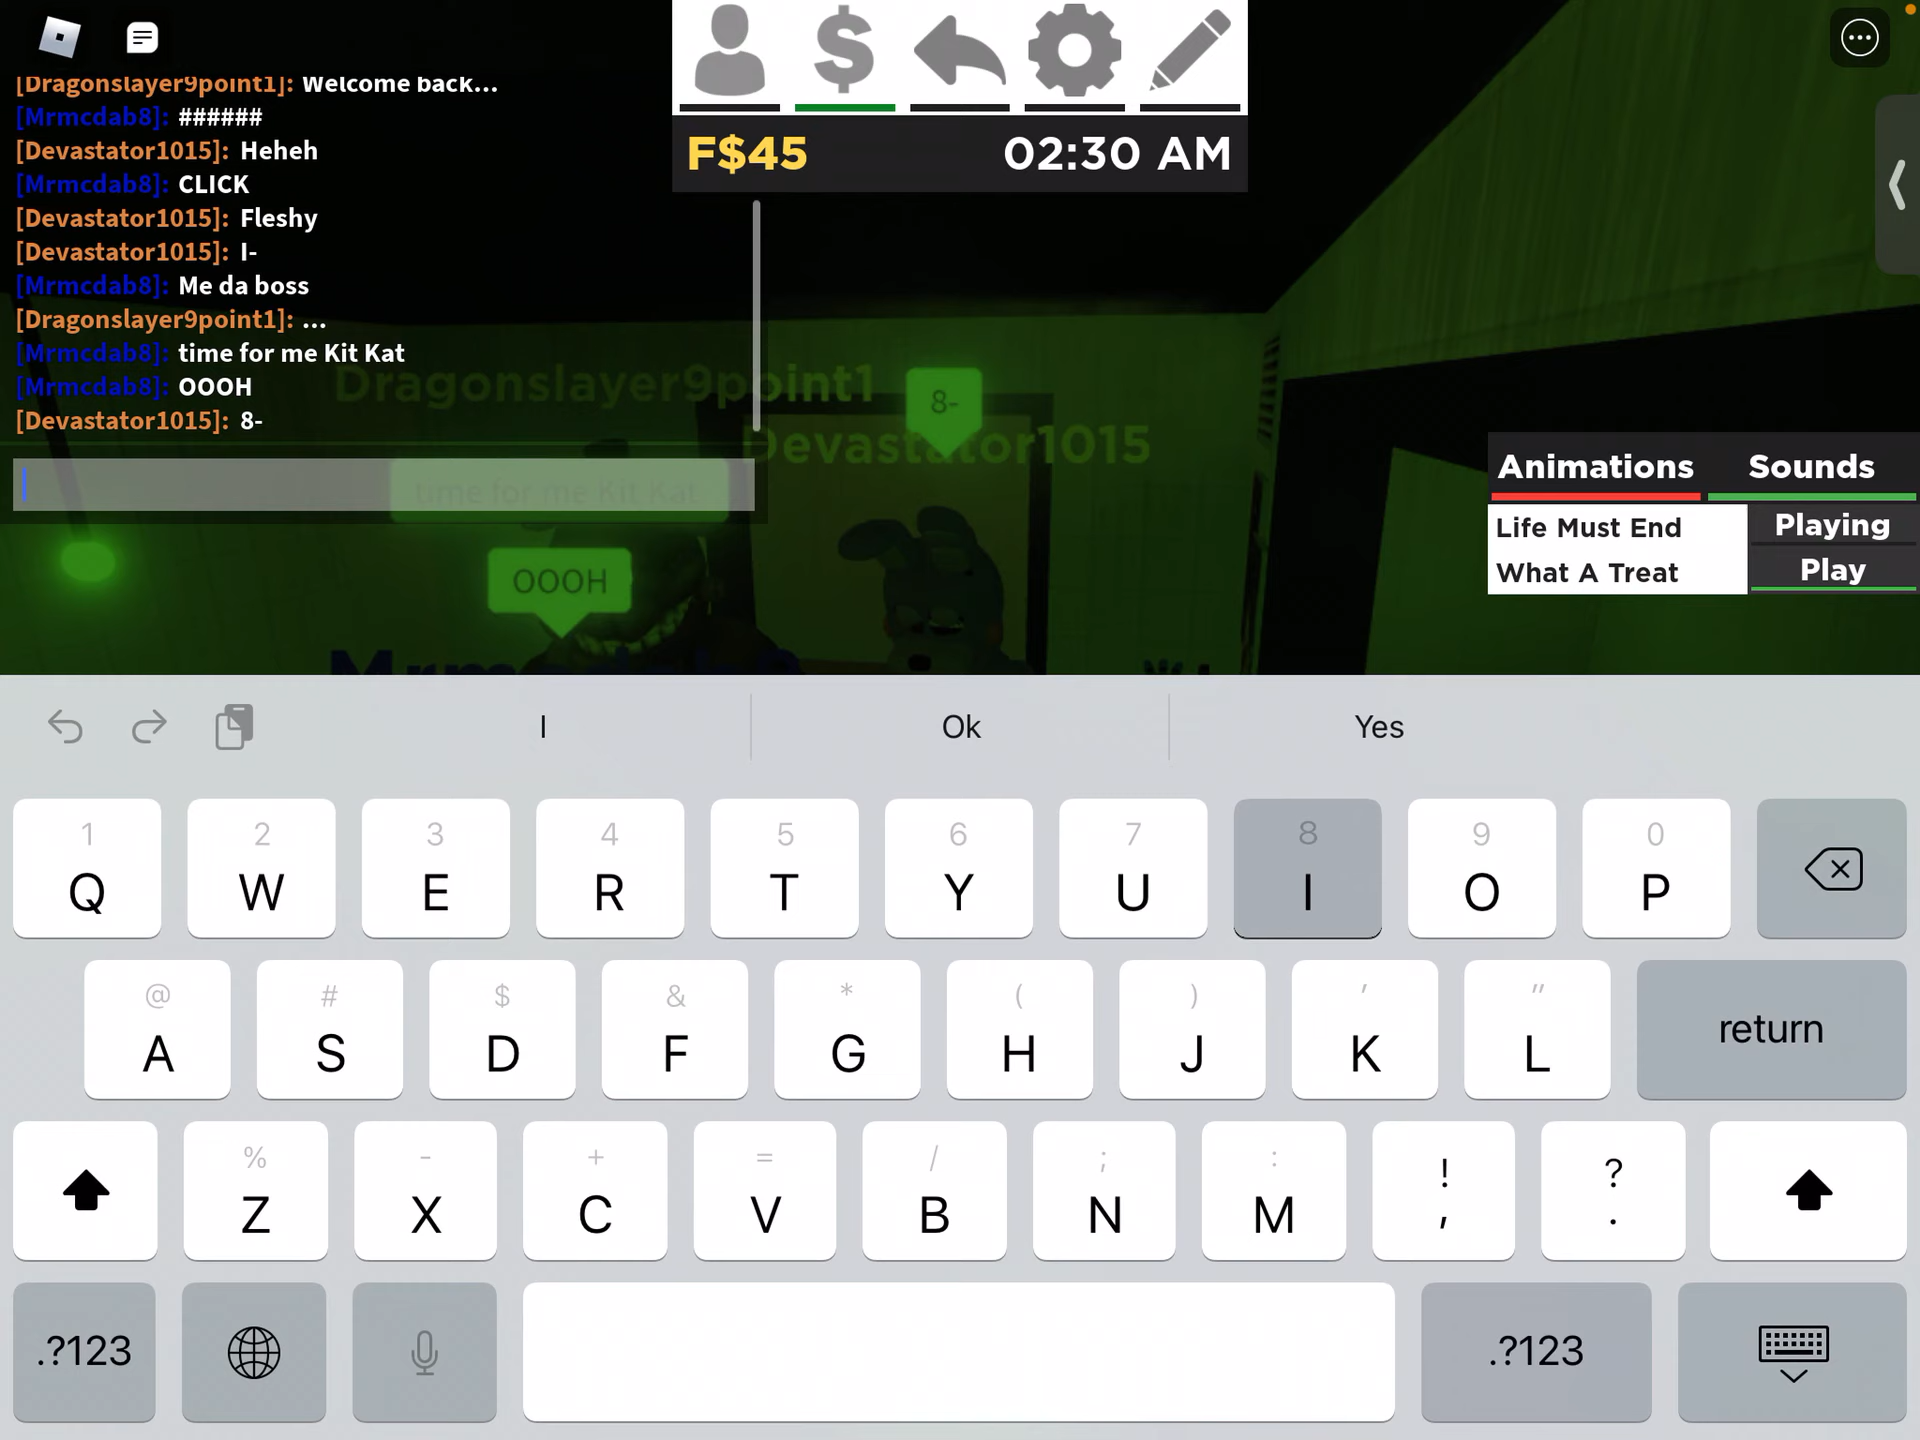 [Dragonslayer9point1]: Welcome back...
[Mrmcdab8]: ######
[Devastator1015]: Heheh
[Mrmcdab8]: CLICK
[Devastator1015]: Fleshy
[Devastator1015]: I-
[Mrmcdab8]: Me da boss
[Dragonslayer9point1]: ...
[Mrmcdab8]: time for me Kit Kat
[Mrmcdab8]: OOOH
[Devastator1015]: 8-
F$45 02:30 AM
Dragonslayer9point1
8-
Devastator1015
time for me Kit Kat
OOOH
Mrmcdab8
Animations Sounds
Life Must End Playing
What A Treat Play
I Ok Yes
1 2 3 4 5 6 7 8 9 0
Q W E R T Y U I O P
@ # $ & * ( ) ' "
A S D F G H J K L return
% - + = / ; : ! ?
Z X C V B N M , .
.?123 .?123